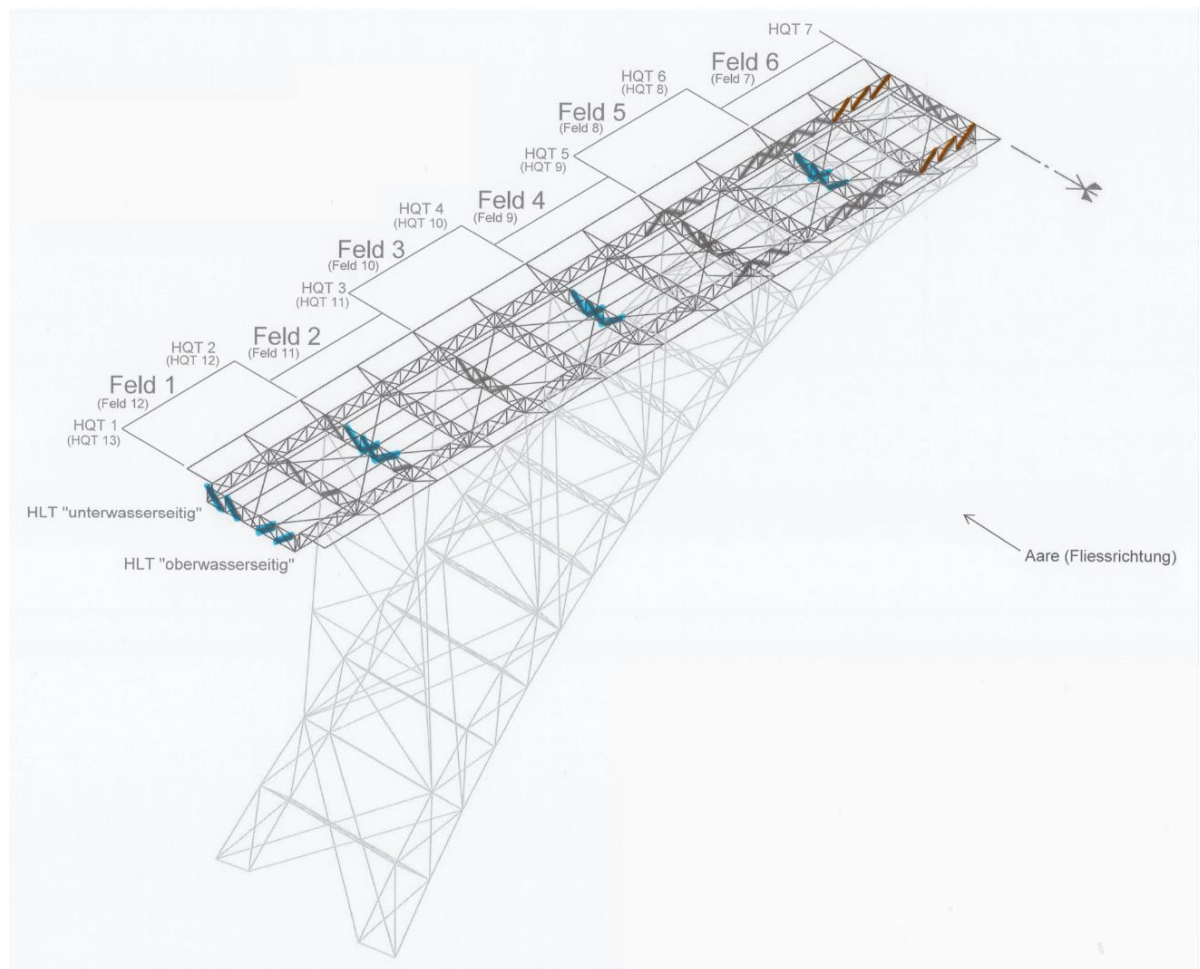 HQT 7
Feld 6
(Feld 7)
HQT 6
(HQT 8)
Feld 5
(Feld 8)
HQT 5
(HQT 9)
Feld 4
(Feld 9)
HQT 4
(HQT 10)
Feld 3
(Feld 10)
HQT 3
(HQT 11)
Feld 2
(Feld 11)
HQT 2
(HQT 12)
Feld 1
(Feld 12)
HQT 1
(HQT 13)
HLT "unterwasserseitig"
HLT "oberwasserseitig"
Aare (Fliessrichtung)